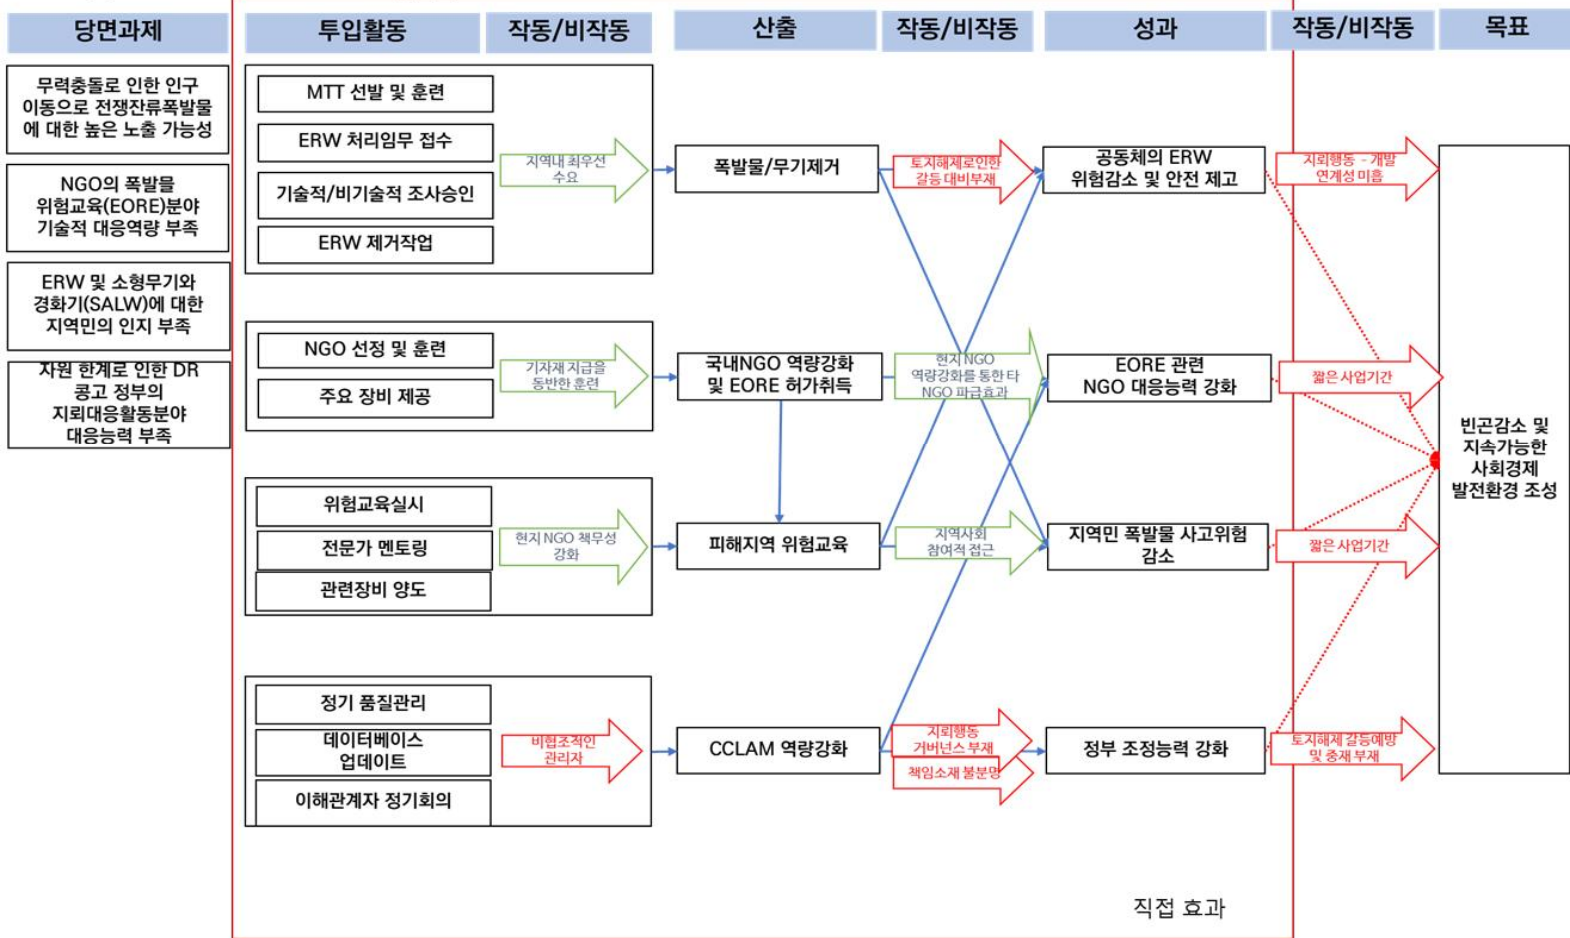 당면과제
투입활동
작동/비작동
산출
작동/비작동
성과
작동/비작동
목표
무력충돌로 인한 인구
이동으로 전쟁잔류폭발물
에 대한 높은 노출 가능성
NGO의 폭발물
위험교육(EORE)분야
기술적 대응역량 부족
ERW 및 소형무기와
경화기(SALW)에 대한
지역민의 인지 부족
자원 한계로 인한 DR
콩고 정부의
지뢰대응활동분야
대응능력 부족
MTT 선발 및 훈련
ERW 처리임무 접수
기술적/비기술적 조사승인
ERW 제거작업
지역내 최우선
수요
폭발물/무기제거
토지해제로인한
갈등 대비부재
공동체의 ERW
위험감소 및 안전 제고
지뢰행동 - 개발
연계성 미흡
NGO 선정 및 훈련
주요 장비 제공
기자재 지급을
동반한 훈련
국내NGO 역량강화
및 EORE 허가취득
현지 NGO
역량강화를 통한 타
NGO 파급효과
EORE 관련
NGO 대응능력 강화
짧은 사업기간
위험교육실시
전문가 멘토링
관련장비 양도
현지 NGO 책무성
강화
피해지역 위험교육
지역사회
참여적 접근
지역민 폭발물 사고위험
감소
짧은 사업기간
정기 품질관리
데이터베이스
업데이트
이해관계자 정기회의
비협조적인
관리자
CCLAM 역량강화
지뢰행동
거버넌스 부재
책임소재 불분명
정부 조정능력 강화
토지해제 갈등예방
및 중재 부재
빈곤감소 및
지속가능한
사회경제
발전환경 조성
직접 효과